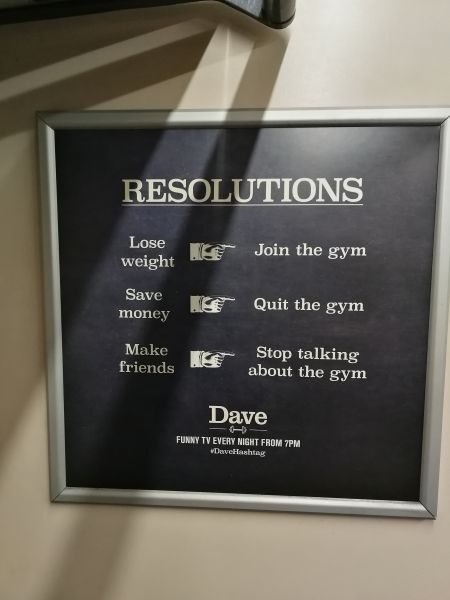 RESOLUTIONS
Lose
weight
Join the gym
Save
money
Quit the gym
Make
friends
Stop talking
about the gym
Dave
FUNNY TV EVERY NIGHT FROM 7PM
#DaveHashtag